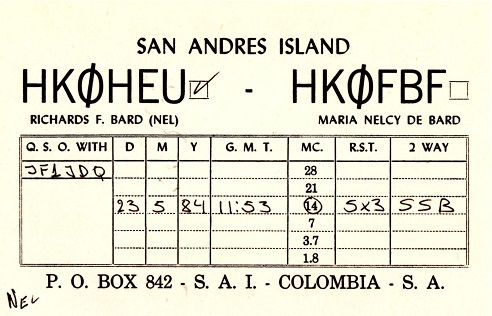 SAN ANDRES ISLAND
HKØHEU - HKØFBF
RICHARDS F. BARD (NEL) MARIA NELCY DE BARD
Q. S. O. WITH D M Y G. M. T. MC. R.S.T. 2 WAY
JF1JDQ 28
21
23 5 84 11:53 14 5x3 SSB
7
3.7
1.8
P. O. BOX 842 - S. A. I. - COLOMBIA - S. A.
Nel